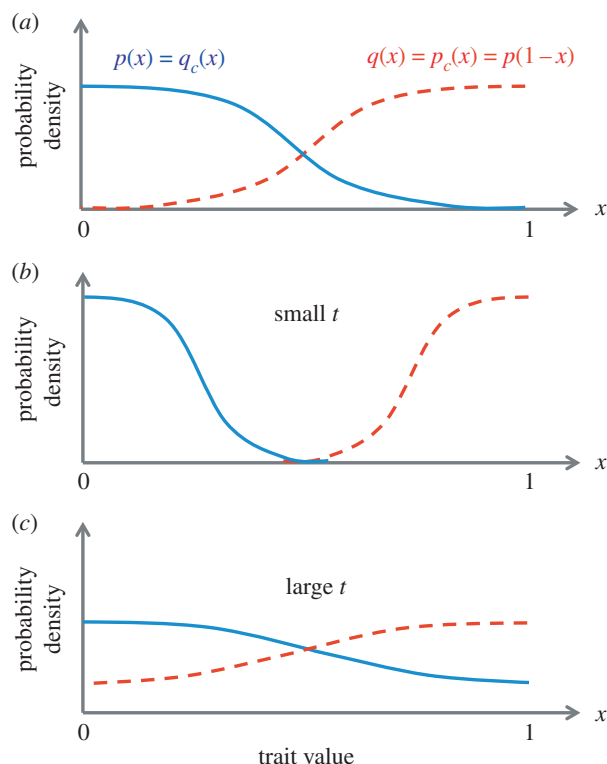 (a)
p(x) = q_c(x)
q(x) = p_c(x) = p(1 – x)
probability
density
0
1
x
(b)
small t
probability
density
0
1
x
(c)
large t
probability
density
0
1
x
trait value